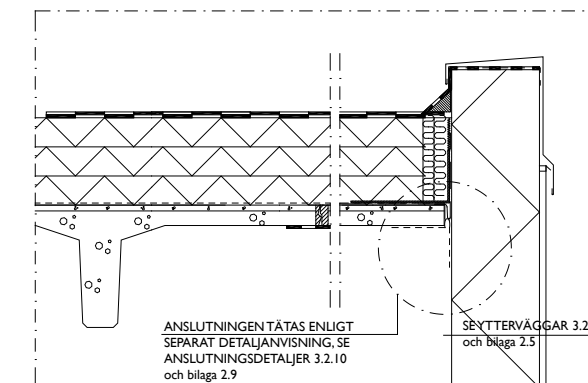 ANSLUTNINGEN TÄTAS ENLIGT
SEPARAT DETALJANVISNING, SE
ANSLUTNINGSDETALJER 3.2.10
och bilaga 2.9
SE YTTERVÄGGAR 3.2
och bilaga 2.5